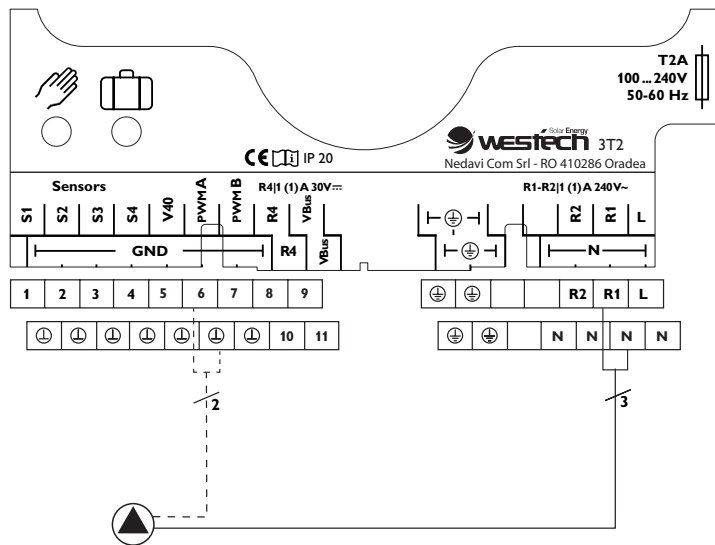 T2A
100 ... 240V
50-60 Hz
Solar Energy
westech 3T2
CE i IP 20
Nedavi Com Srl - RO 410286 Oradea
Sensors
R4|1 (1) A 30V⎓
R1-R2|1 (1) A 240V~
S1 S2 S3 S4 V40 PWM A PWM B R4 VBus R2 R1 L
GND R4 VBus N
1 2 3 4 5 6 7 8 9 R2 R1 L
10 11 N N N N
2
3